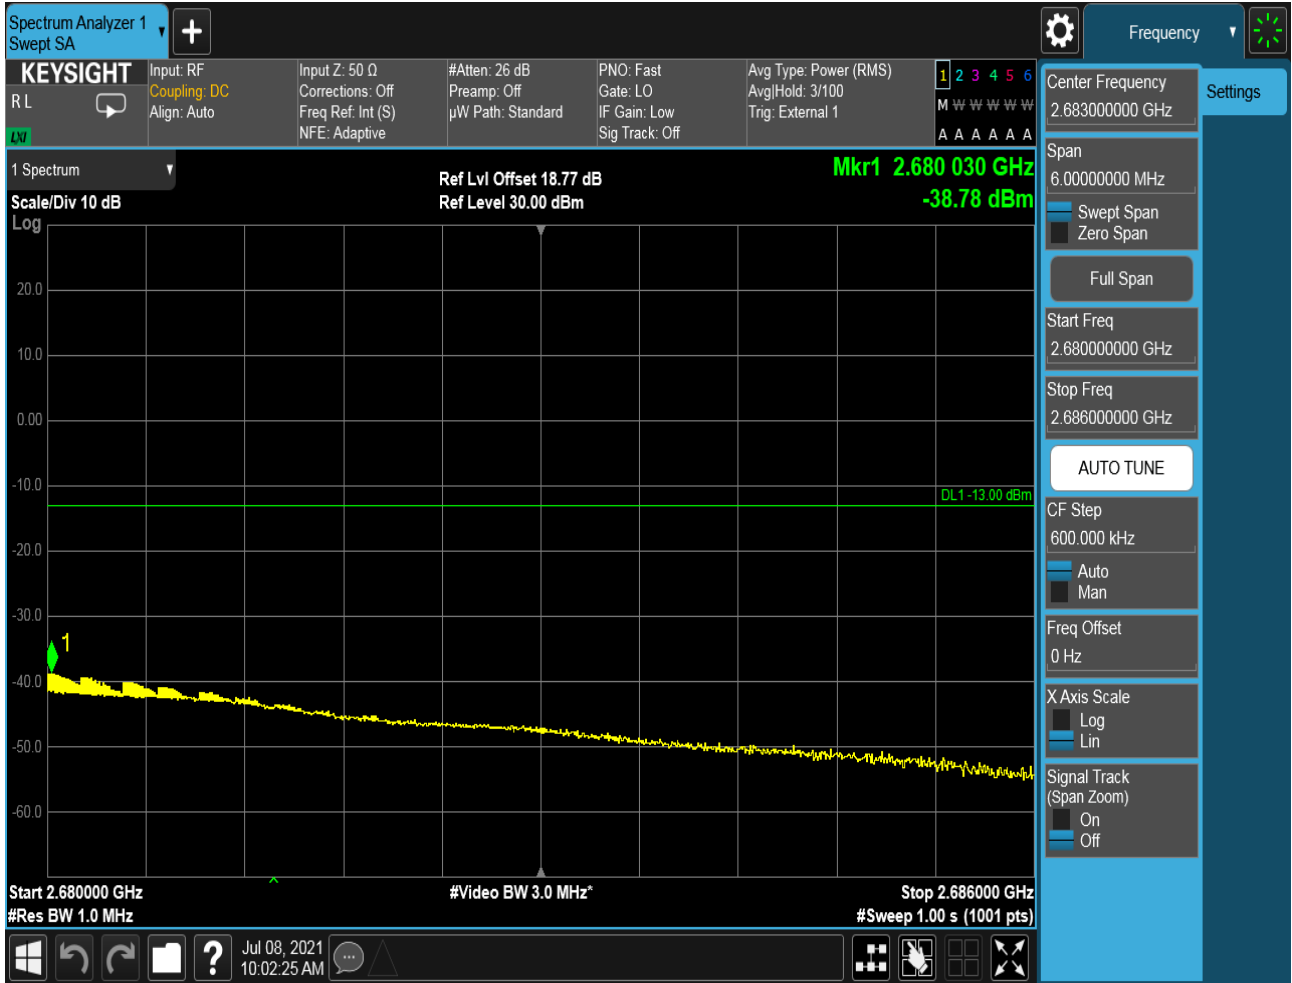 Spectrum Analyzer 1
Swept SA
+
Frequency
KEYSIGHT
R L
LXI
Input: RF
Coupling: DC
Align: Auto
Input Z: 50 Ω
Corrections: Off
Freq Ref: Int (S)
NFE: Adaptive
#Atten: 26 dB
Preamp: Off
µW Path: Standard
PNO: Fast
Gate: LO
IF Gain: Low
Sig Track: Off
Avg Type: Power (RMS)
Avg|Hold: 3/100
Trig: External 1
1 2 3 4 5 6
M W W W W W
A A A A A A
1 Spectrum
Scale/Div 10 dB
Log
Ref Lvl Offset 18.77 dB
Ref Level 30.00 dBm
Mkr1 2.680 030 GHz
-38.78 dBm
20.0
10.0
0.00
-10.0
DL1 -13.00 dBm
-20.0
-30.0
1
-40.0
-50.0
-60.0
Start 2.680000 GHz
#Res BW 1.0 MHz
#Video BW 3.0 MHz*
Stop 2.686000 GHz
#Sweep 1.00 s (1001 pts)
Center Frequency
2.683000000 GHz
Span
6.00000000 MHz
Swept Span
Zero Span
Full Span
Start Freq
2.680000000 GHz
Stop Freq
2.686000000 GHz
AUTO TUNE
CF Step
600.000 kHz
Auto
Man
Freq Offset
0 Hz
X Axis Scale
Log
Lin
Signal Track
(Span Zoom)
On
Off
Settings
?
Jul 08, 2021
10:02:25 AM